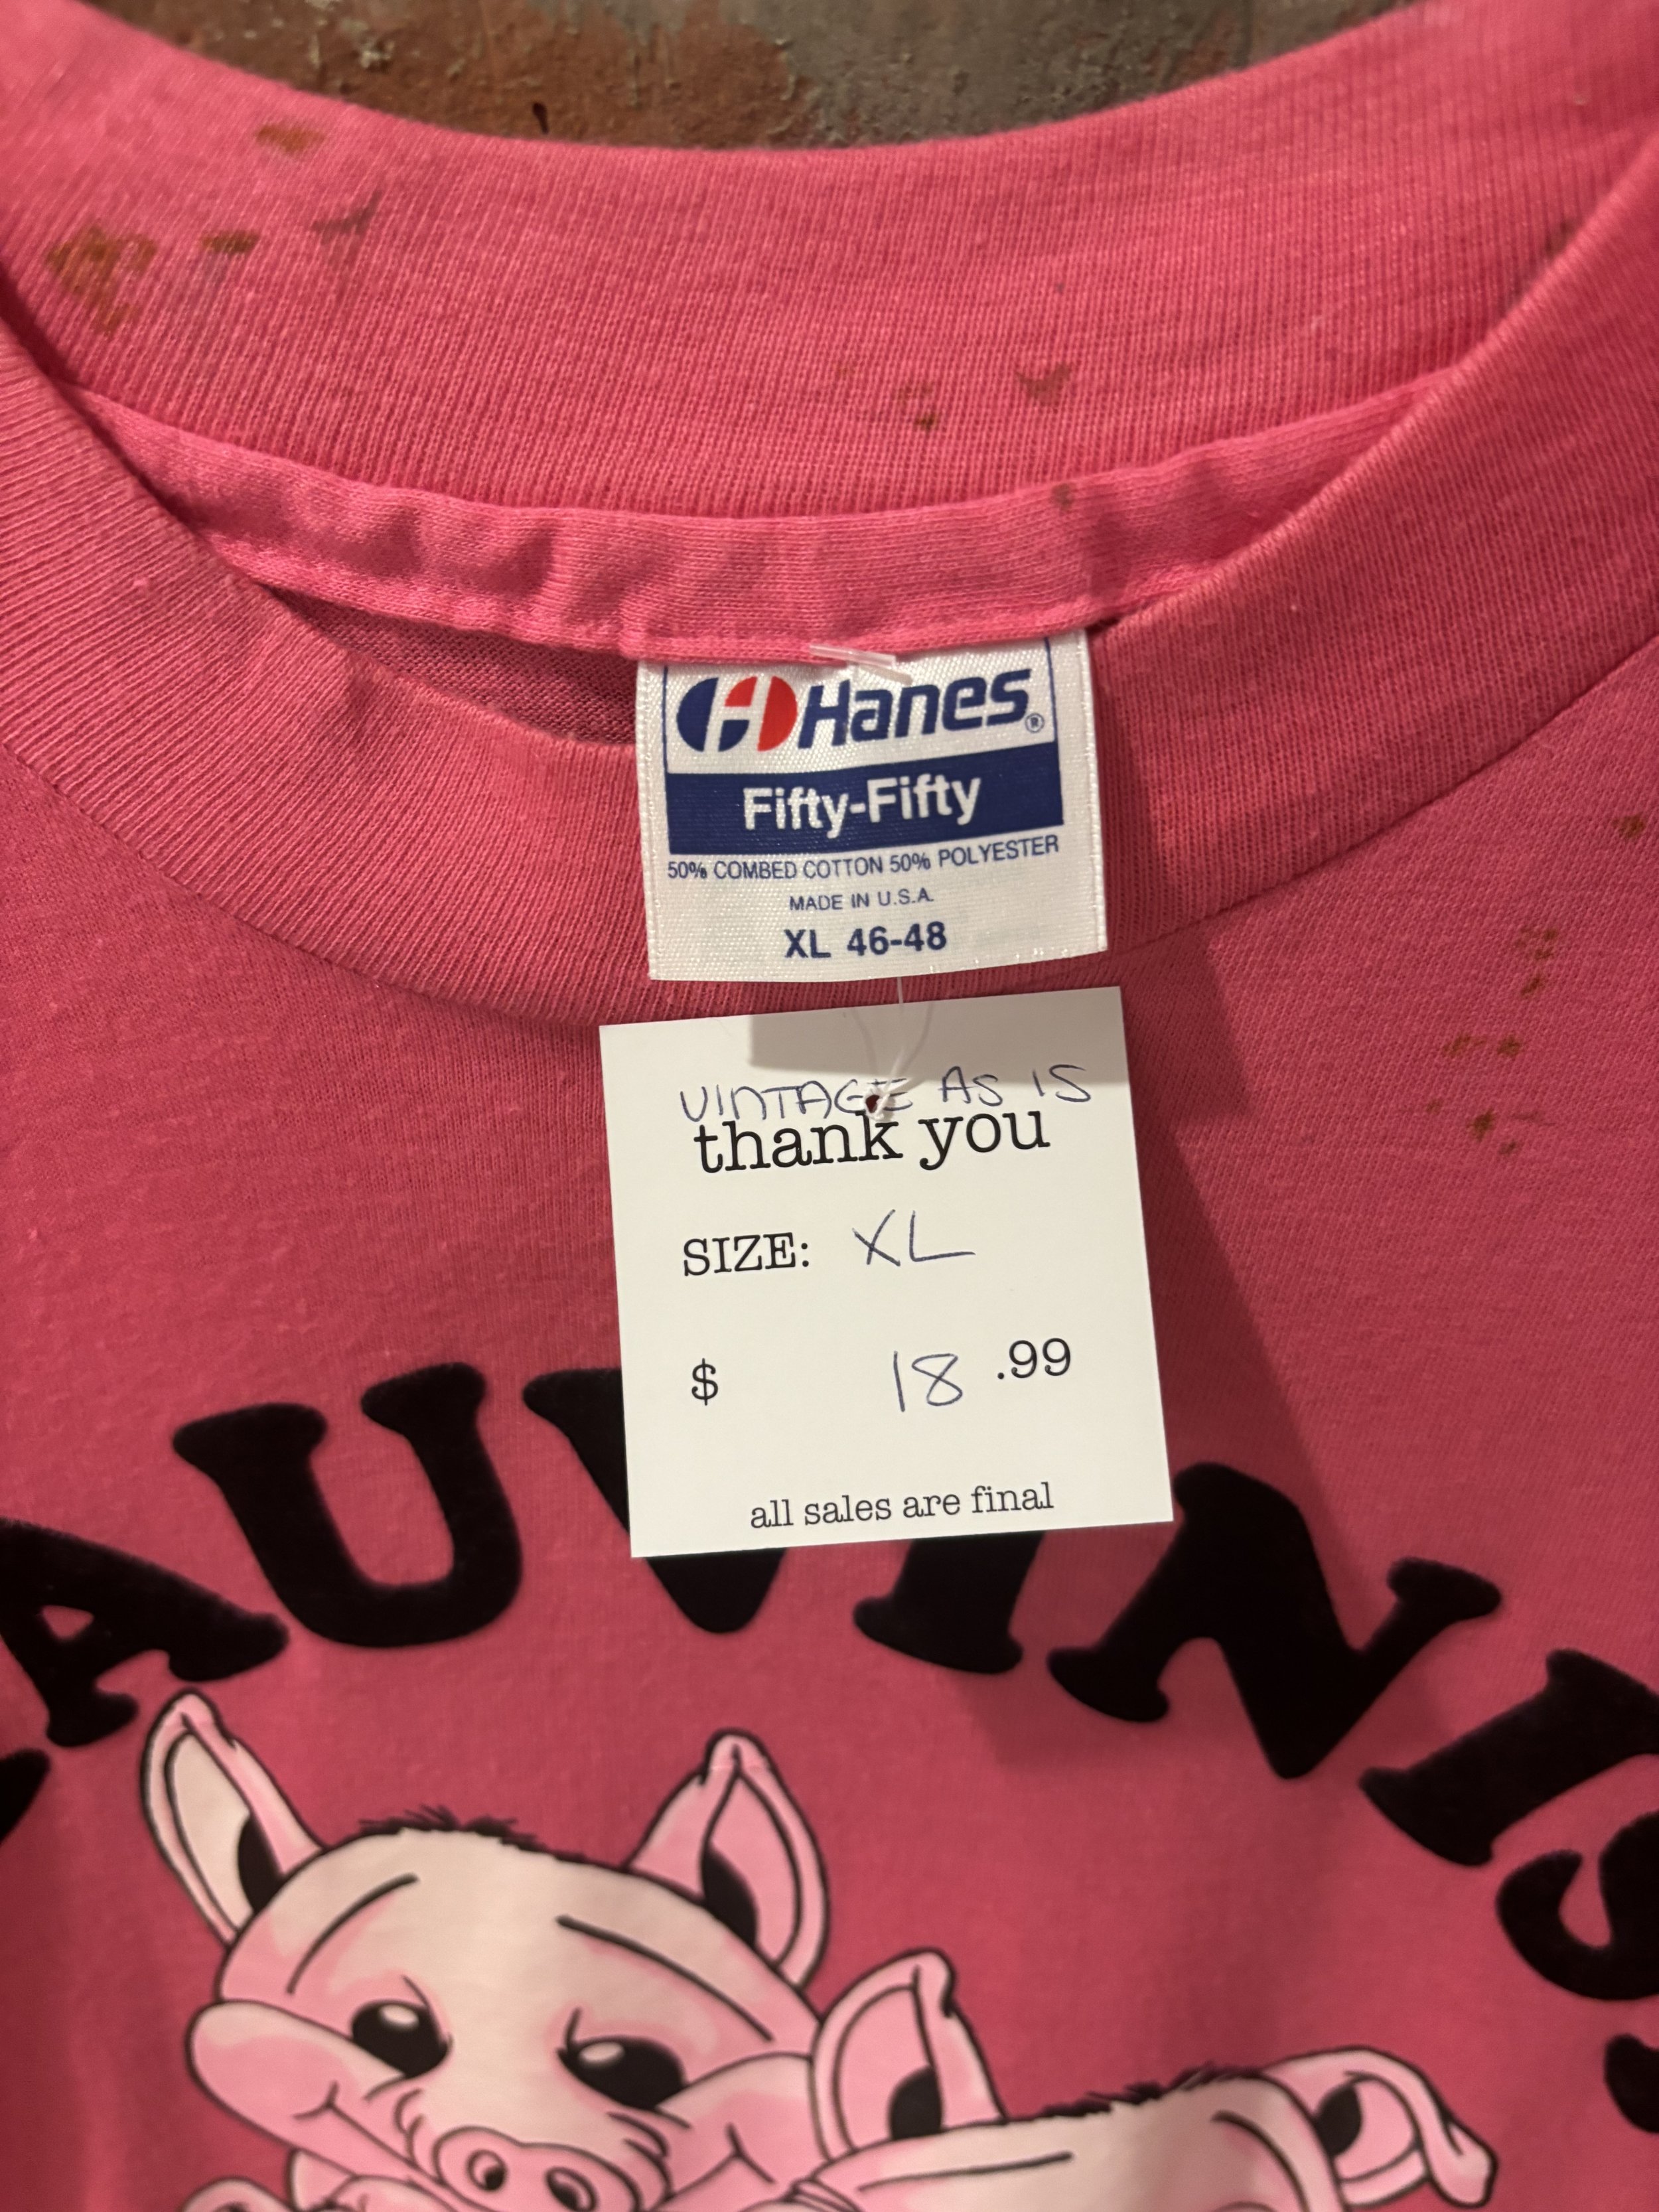 Hanes®
Fifty-Fifty
50% COMBED COTTON 50% POLYESTER
MADE IN U.S.A.
XL 46-48
VINTAGE AS IS
thank you
SIZE: XL
$ 18 .99
all sales are final
AUVINIS